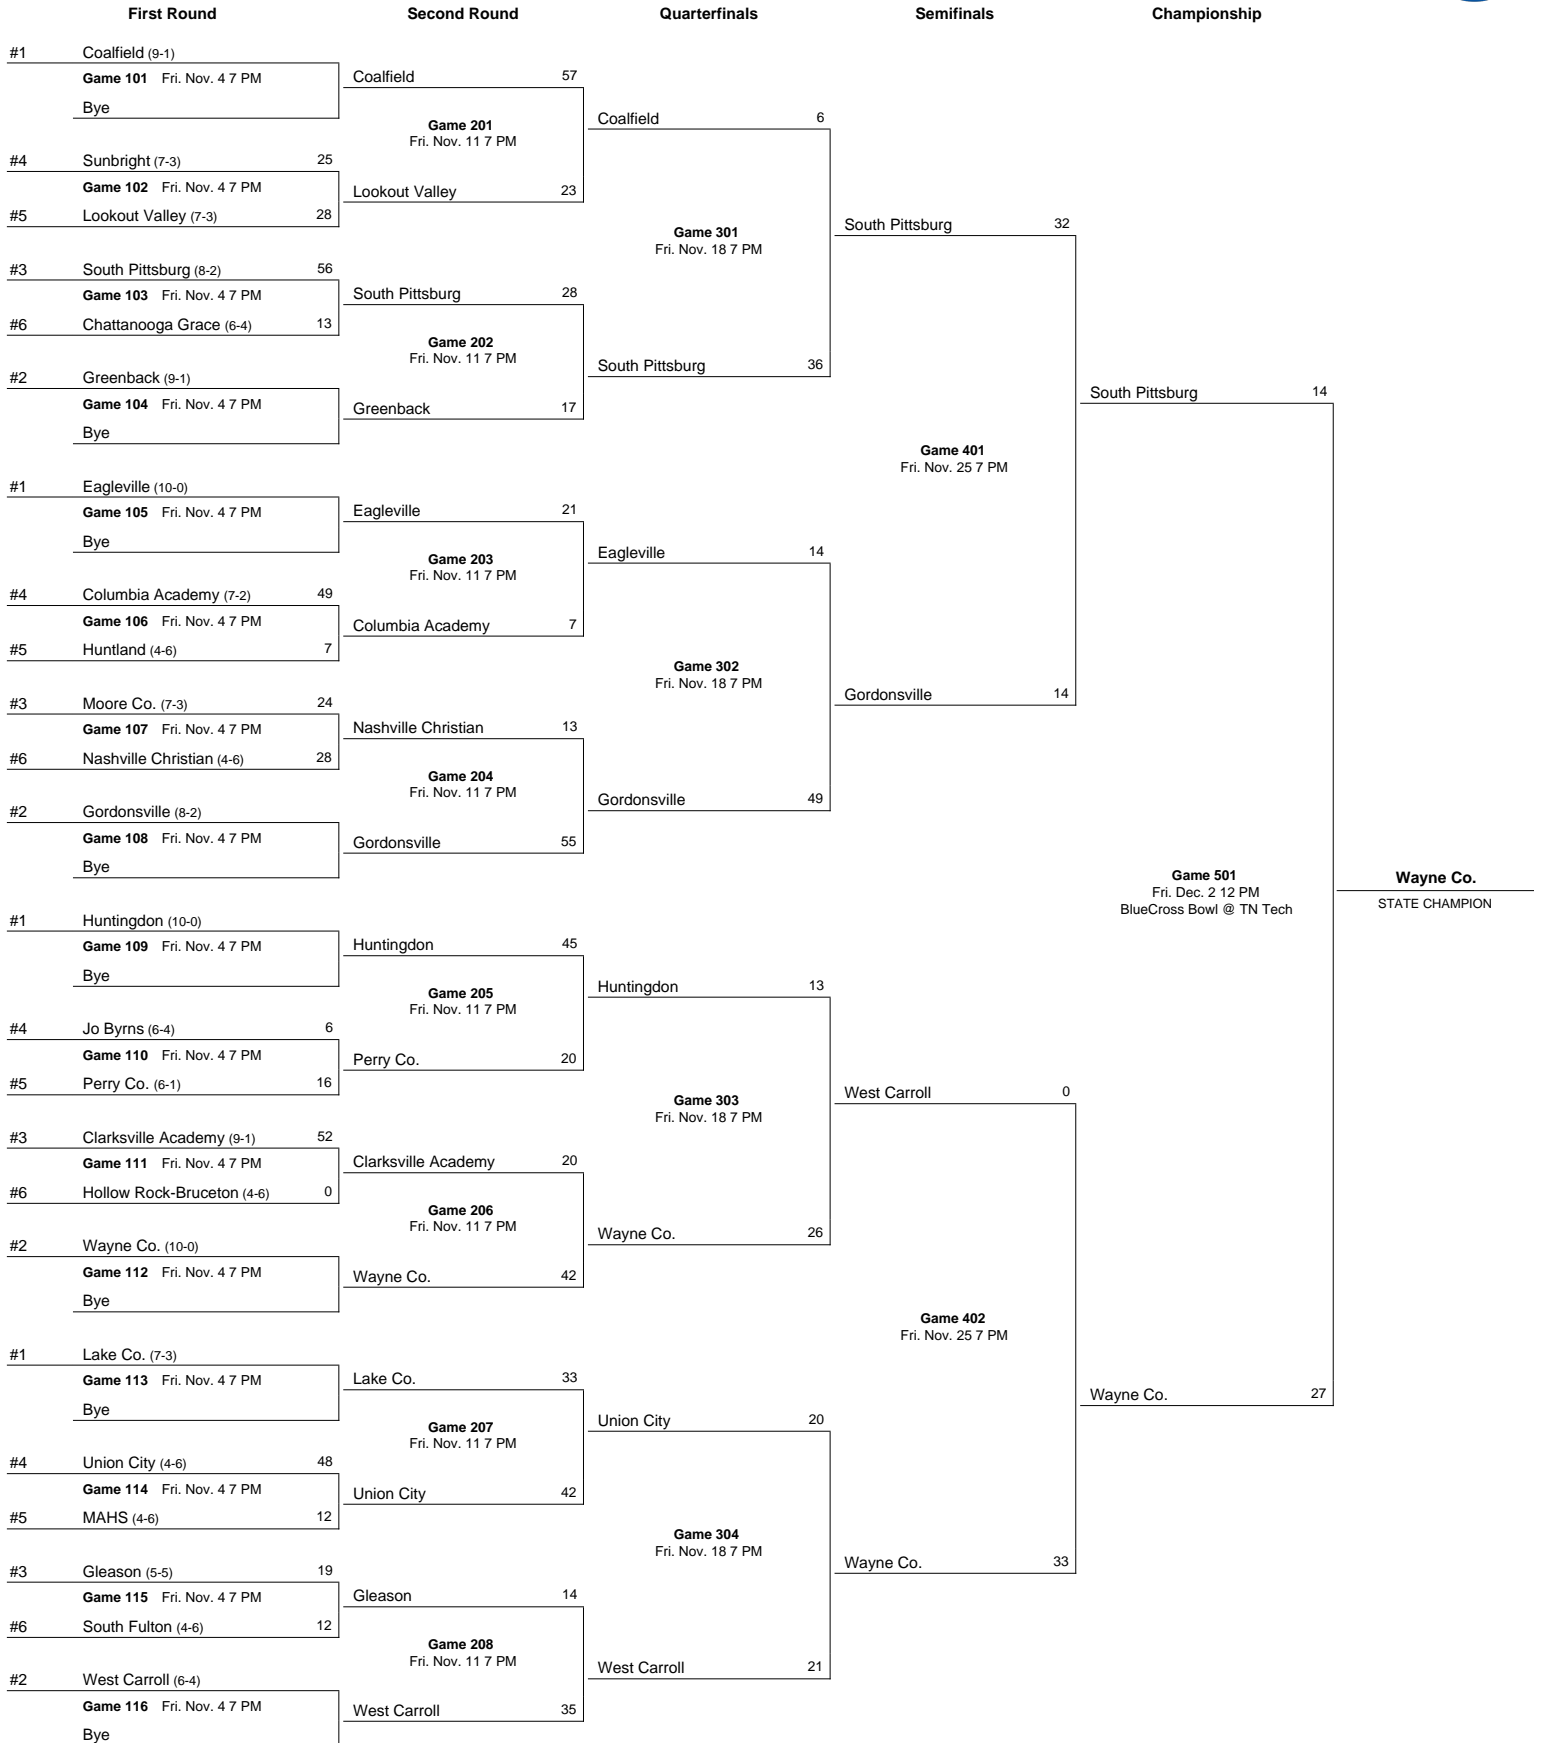 First Round
Second Round
Quarterfinals
Semifinals
Championship
#1 Coalfield (9-1)
Game 101 Fri. Nov. 4 7 PM
Bye
#4 Sunbright (7-3) 25
Game 102 Fri. Nov. 4 7 PM
#5 Lookout Valley (7-3) 28
#3 South Pittsburg (8-2) 56
Game 103 Fri. Nov. 4 7 PM
#6 Chattanooga Grace (6-4) 13
#2 Greenback (9-1)
Game 104 Fri. Nov. 4 7 PM
Bye
#1 Eagleville (10-0)
Game 105 Fri. Nov. 4 7 PM
Bye
#4 Columbia Academy (7-2) 49
Game 106 Fri. Nov. 4 7 PM
#5 Huntland (4-6) 7
#3 Moore Co. (7-3) 24
Game 107 Fri. Nov. 4 7 PM
#6 Nashville Christian (4-6) 28
#2 Gordonsville (8-2)
Game 108 Fri. Nov. 4 7 PM
Bye
#1 Huntingdon (10-0)
Game 109 Fri. Nov. 4 7 PM
Bye
#4 Jo Byrns (6-4) 6
Game 110 Fri. Nov. 4 7 PM
#5 Perry Co. (6-1) 16
#3 Clarksville Academy (9-1) 52
Game 111 Fri. Nov. 4 7 PM
#6 Hollow Rock-Bruceton (4-6) 0
#2 Wayne Co. (10-0)
Game 112 Fri. Nov. 4 7 PM
Bye
#1 Lake Co. (7-3)
Game 113 Fri. Nov. 4 7 PM
Bye
#4 Union City (4-6) 48
Game 114 Fri. Nov. 4 7 PM
#5 MAHS (4-6) 12
#3 Gleason (5-5) 19
Game 115 Fri. Nov. 4 7 PM
#6 South Fulton (4-6) 12
#2 West Carroll (6-4)
Game 116 Fri. Nov. 4 7 PM
Bye
Coalfield 57
Game 201
Fri. Nov. 11 7 PM
Lookout Valley 23
South Pittsburg 28
Game 202
Fri. Nov. 11 7 PM
Greenback 17
Eagleville 21
Game 203
Fri. Nov. 11 7 PM
Columbia Academy 7
Nashville Christian 13
Game 204
Fri. Nov. 11 7 PM
Gordonsville 55
Huntingdon 45
Game 205
Fri. Nov. 11 7 PM
Perry Co. 20
Clarksville Academy 20
Game 206
Fri. Nov. 11 7 PM
Wayne Co. 42
Lake Co. 33
Game 207
Fri. Nov. 11 7 PM
Union City 42
Gleason 14
Game 208
Fri. Nov. 11 7 PM
West Carroll 35
Coalfield 6
Game 301
Fri. Nov. 18 7 PM
South Pittsburg 36
Eagleville 14
Game 302
Fri. Nov. 18 7 PM
Gordonsville 49
Huntingdon 13
Game 303
Fri. Nov. 18 7 PM
Wayne Co. 26
Union City 20
Game 304
Fri. Nov. 18 7 PM
West Carroll 21
South Pittsburg 32
Game 401
Fri. Nov. 25 7 PM
Gordonsville 14
West Carroll 0
Game 402
Fri. Nov. 25 7 PM
Wayne Co. 33
South Pittsburg 14
Game 501
Fri. Dec. 2 12 PM
BlueCross Bowl @ TN Tech
Wayne Co. 27
Wayne Co.
STATE CHAMPION